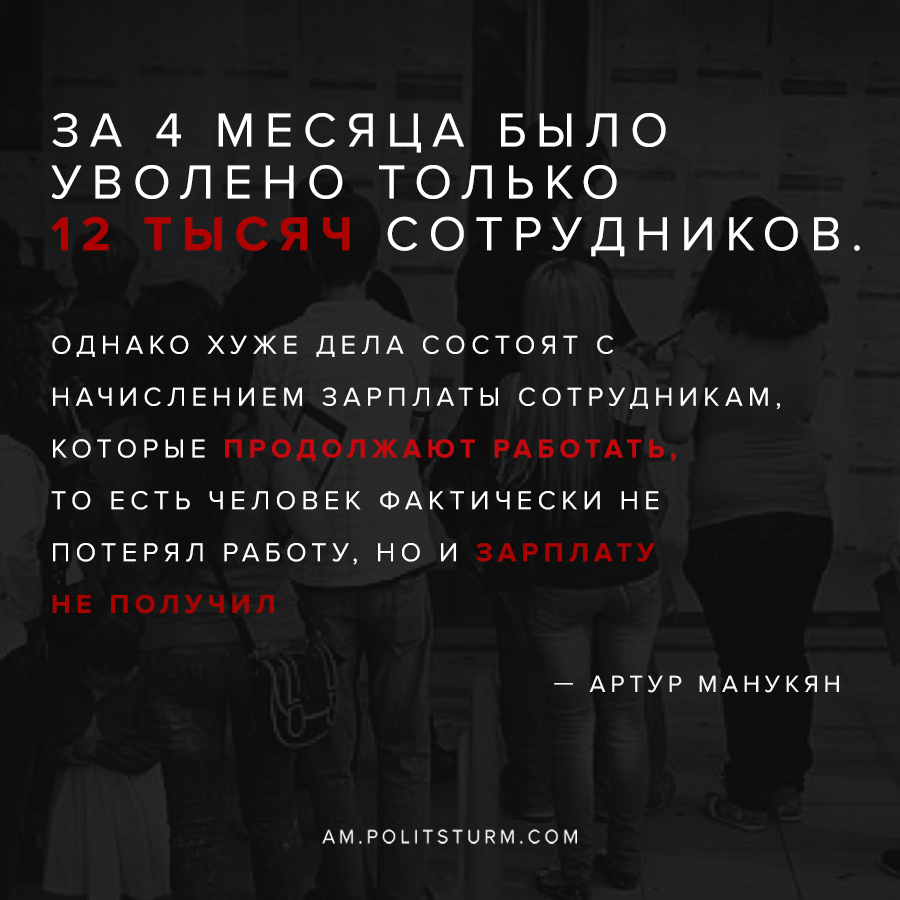 ЗА 4 МЕСЯЦА БЫЛО
УВОЛЕНО ТОЛЬКО
12 ТЫСЯЧ СОТРУДНИКОВ.
ОДНАКО ХУЖЕ ДЕЛА СОСТОЯТ С
НАЧИСЛЕНИЕМ ЗАРПЛАТЫ СОТРУДНИКАМ,
КОТОРЫЕ ПРОДОЛЖАЮТ РАБОТАТЬ,
ТО ЕСТЬ ЧЕЛОВЕК ФАКТИЧЕСКИ НЕ
ПОТЕРЯЛ РАБОТУ, НО И ЗАРПЛАТУ
НЕ ПОЛУЧИЛ
— АРТУР МАНУКЯН
AM.POLITSTURM.COM